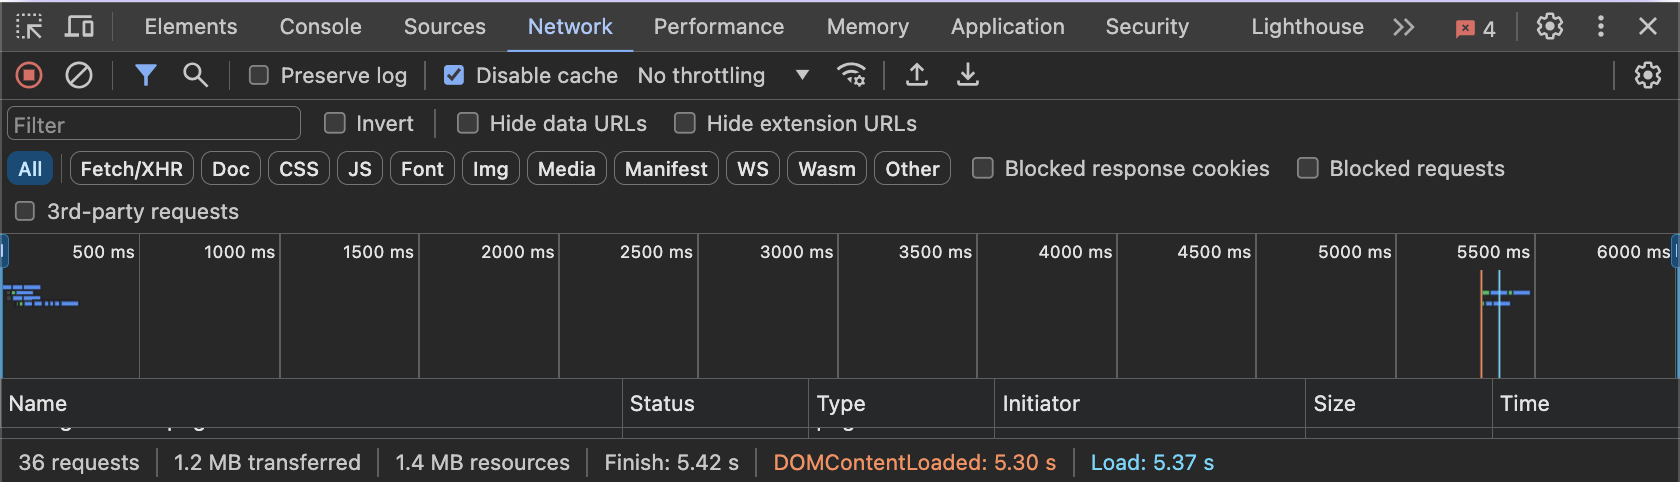 Elements Console Sources Network Performance Memory Application Security Lighthouse 4
Preserve log Disable cache No throttling
Filter Invert Hide data URLs Hide extension URLs
All Fetch/XHR Doc CSS JS Font Img Media Manifest WS Wasm Other Blocked response cookies Blocked requests
3rd-party requests
500 ms 1000 ms 1500 ms 2000 ms 2500 ms 3000 ms 3500 ms 4000 ms 4500 ms 5000 ms 5500 ms 6000 ms
Name Status Type Initiator Size Time
36 requests 1.2 MB transferred 1.4 MB resources Finish: 5.42 s DOMContentLoaded: 5.30 s Load: 5.37 s